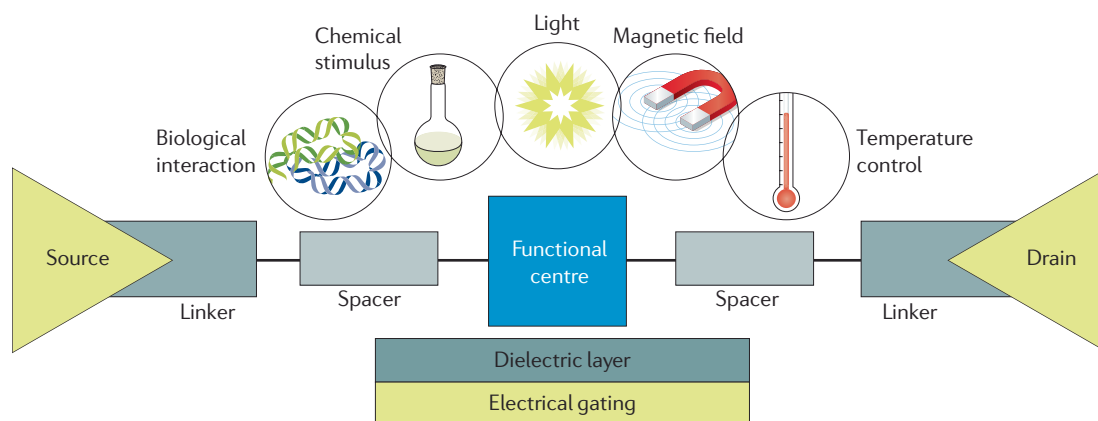 Light
Chemical
stimulus
Magnetic field
Biological
interaction
Temperature
control
Source
Linker
Spacer
Functional
centre
Spacer
Linker
Drain
Dielectric layer
Electrical gating